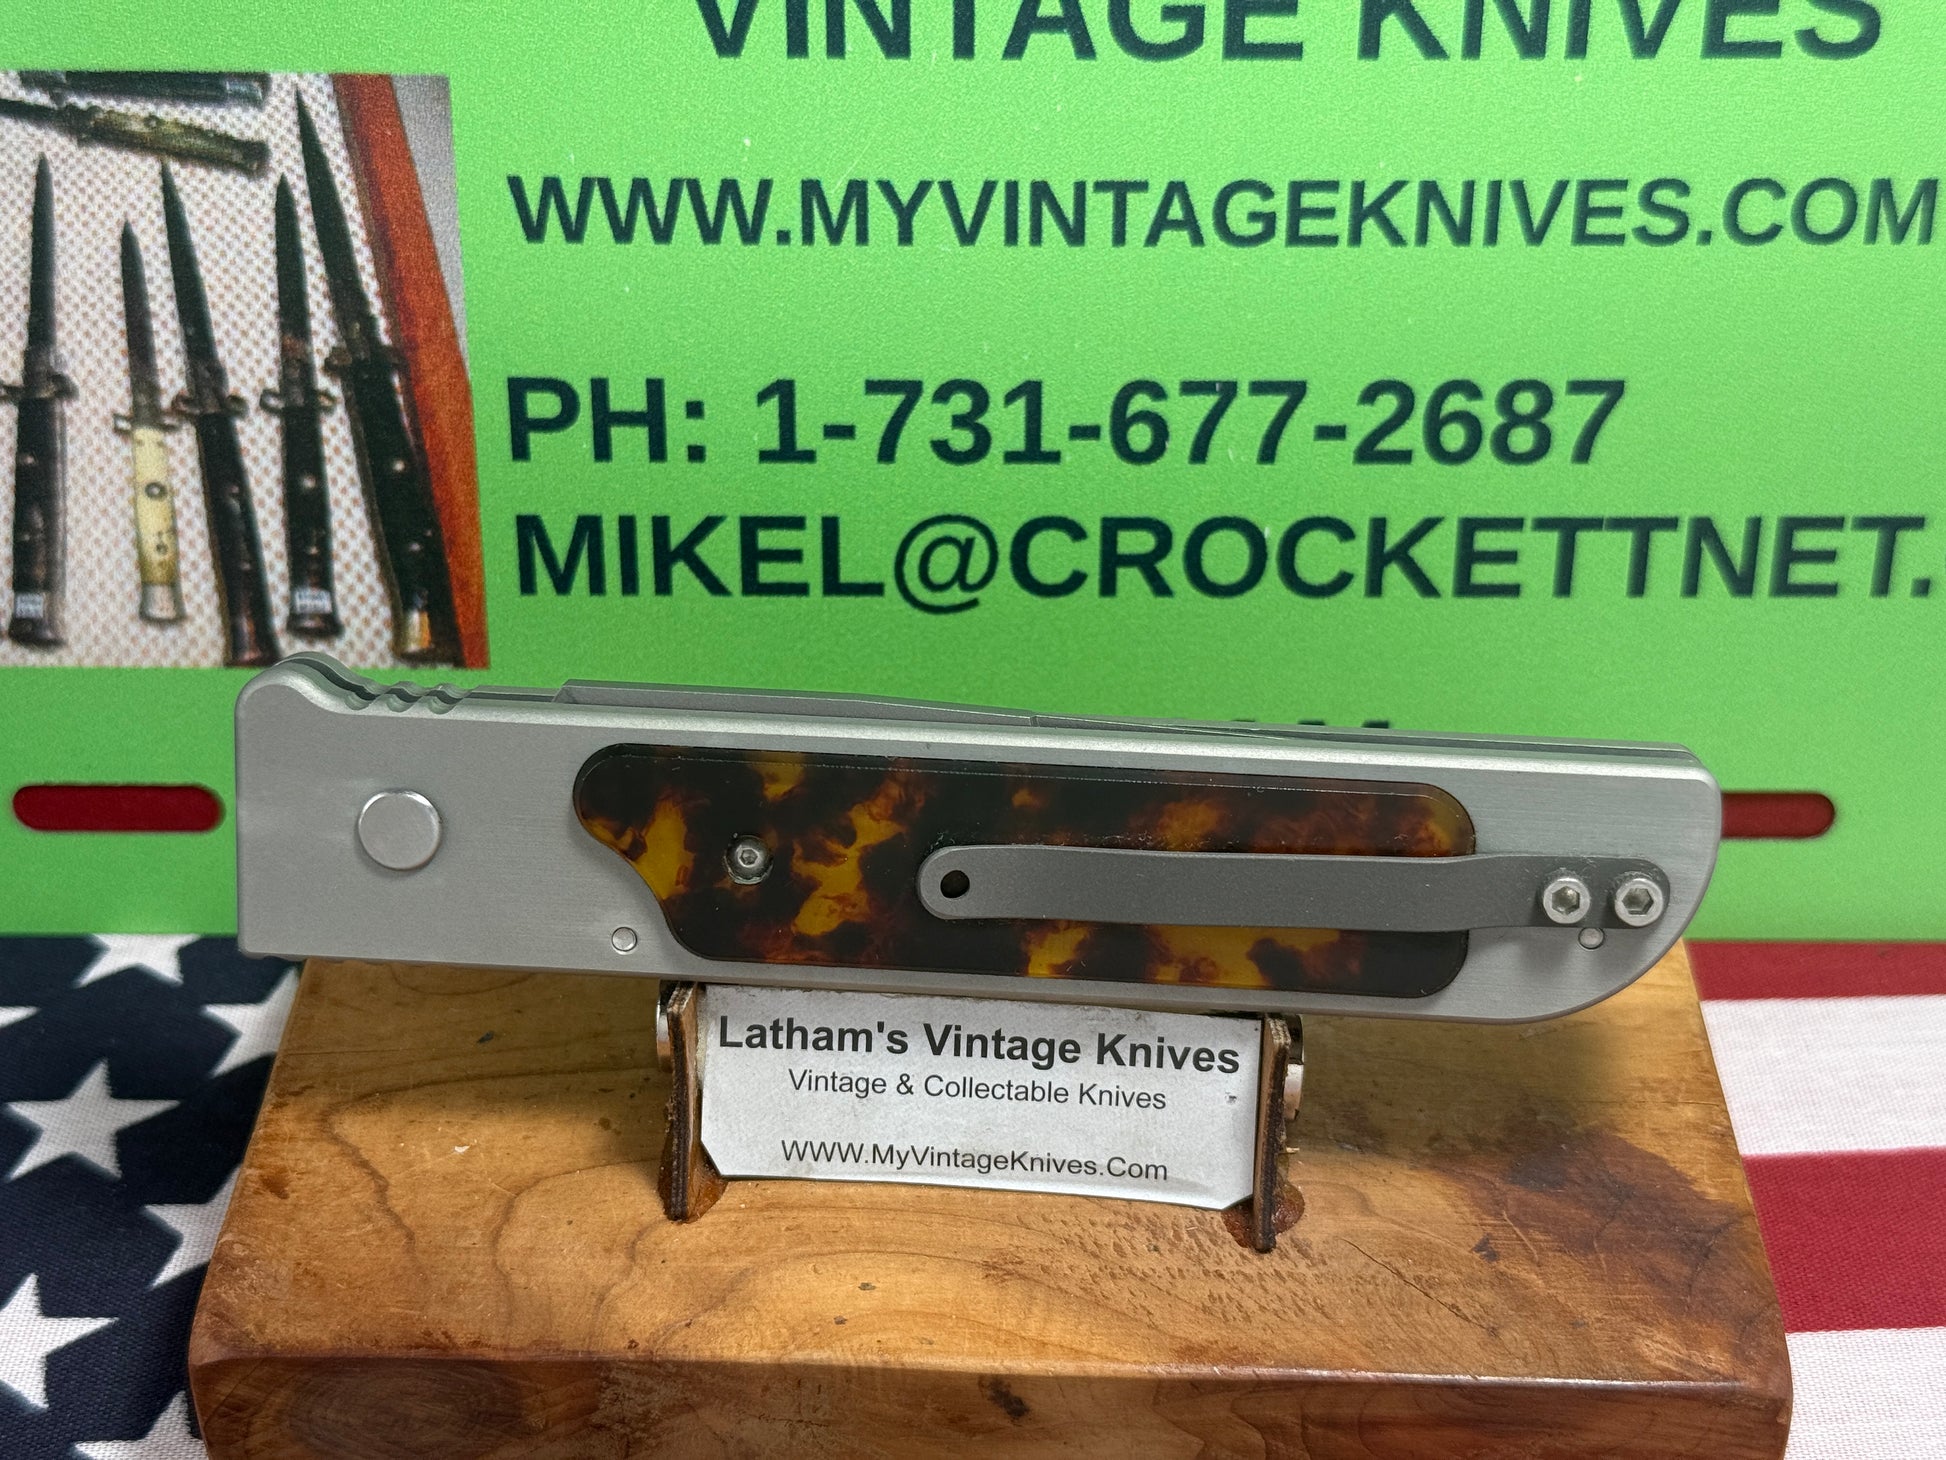 VINTAGE KNIVES
WWW.MYVINTAGEKNIVES.COM
PH: 1-731-677-2687
MIKEL@CROCKETTNET.
Latham's Vintage Knives
Vintage & Collectable Knives
WWW.MyVintageKnives.Com